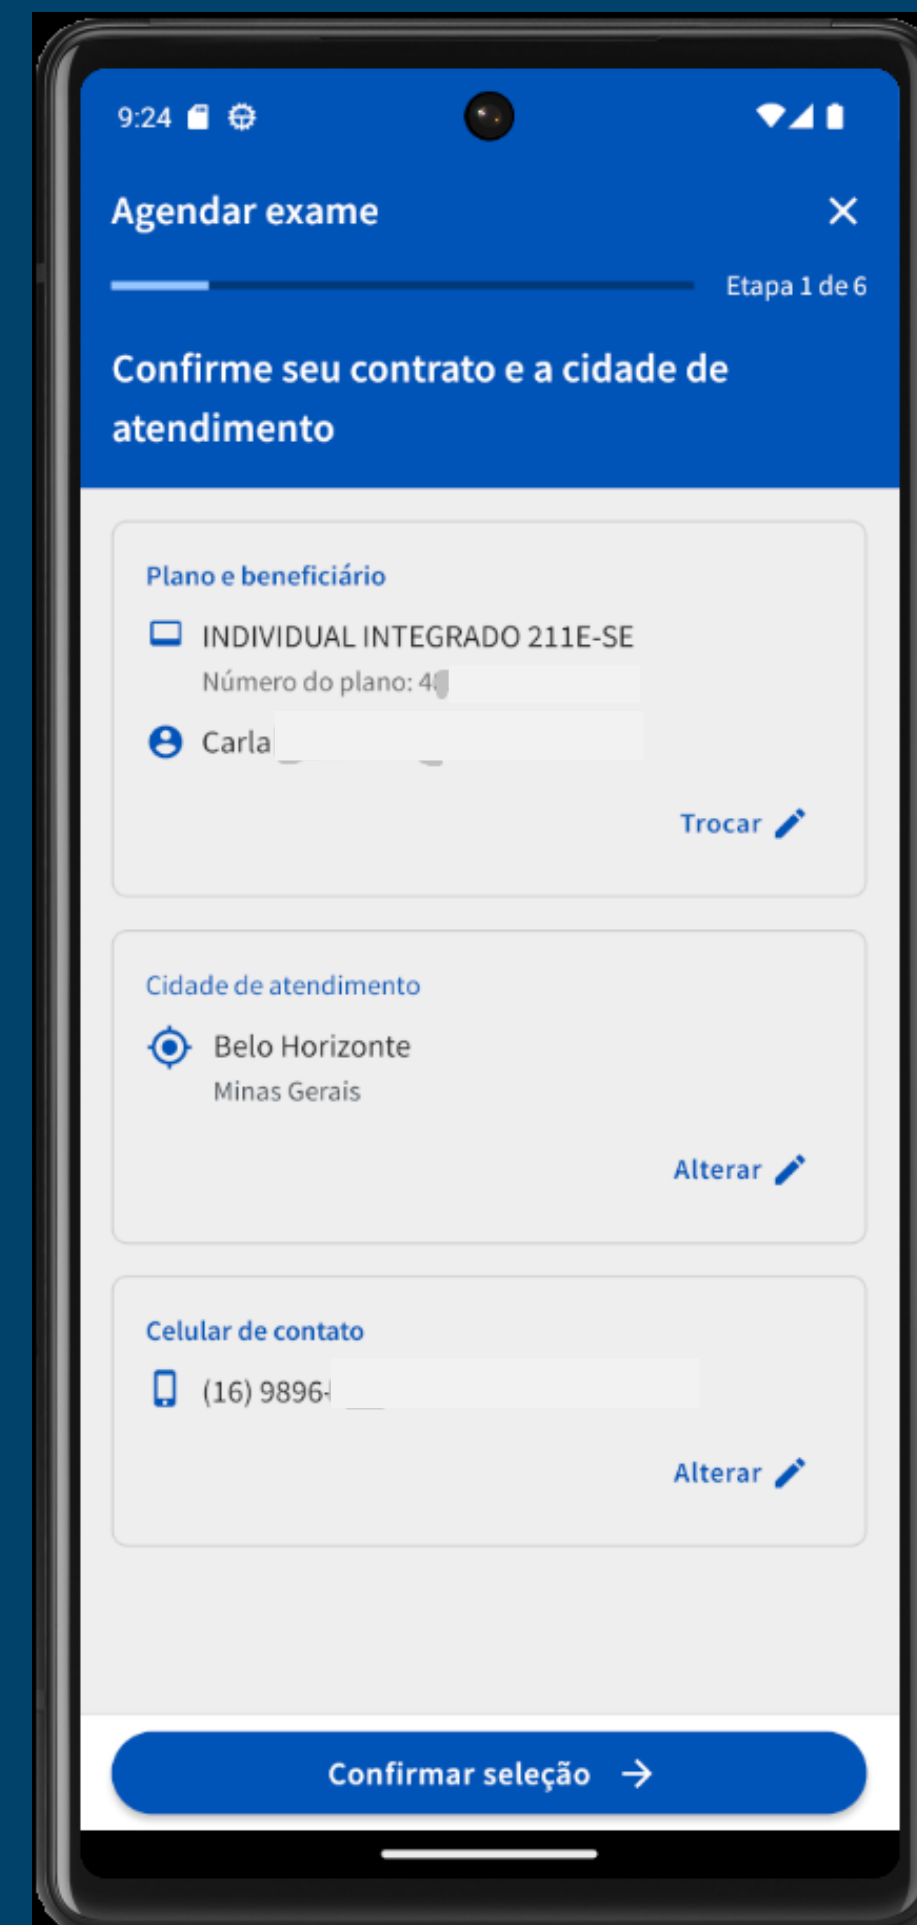 9:24
Agendar exame
Etapa 1 de 6
Confirme seu contrato e a cidade de
atendimento
Plano e beneficiário
INDIVIDUAL INTEGRADO 211E-SE
Número do plano: 4
Carla
Trocar
Cidade de atendimento
Belo Horizonte
Minas Gerais
Alterar
Celular de contato
(16) 9896-
Alterar
Confirmar seleção →